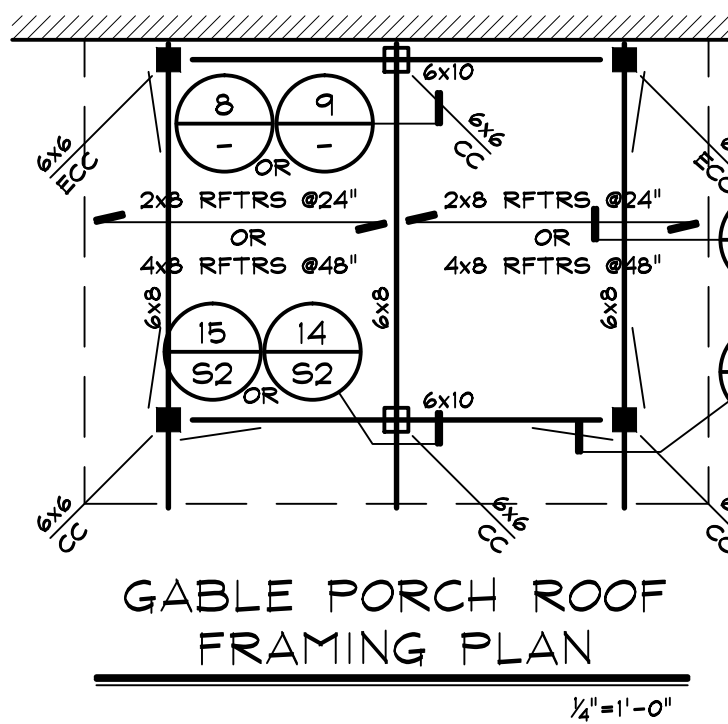 6x10
8 9
- -
6x6
CC
6x6
ECC
ECC
OR
2x8 RFTRS @24" 2x8 RFTRS @24"
OR OR
4x8 RFTRS @48" 4x8 RFTRS @48"
6x8 6x8 6x8
15 14
S2 S2
OR
6x10
6x6
CC
6x6
CC
GABLE PORCH ROOF
FRAMING PLAN
1/4"=1'-0"